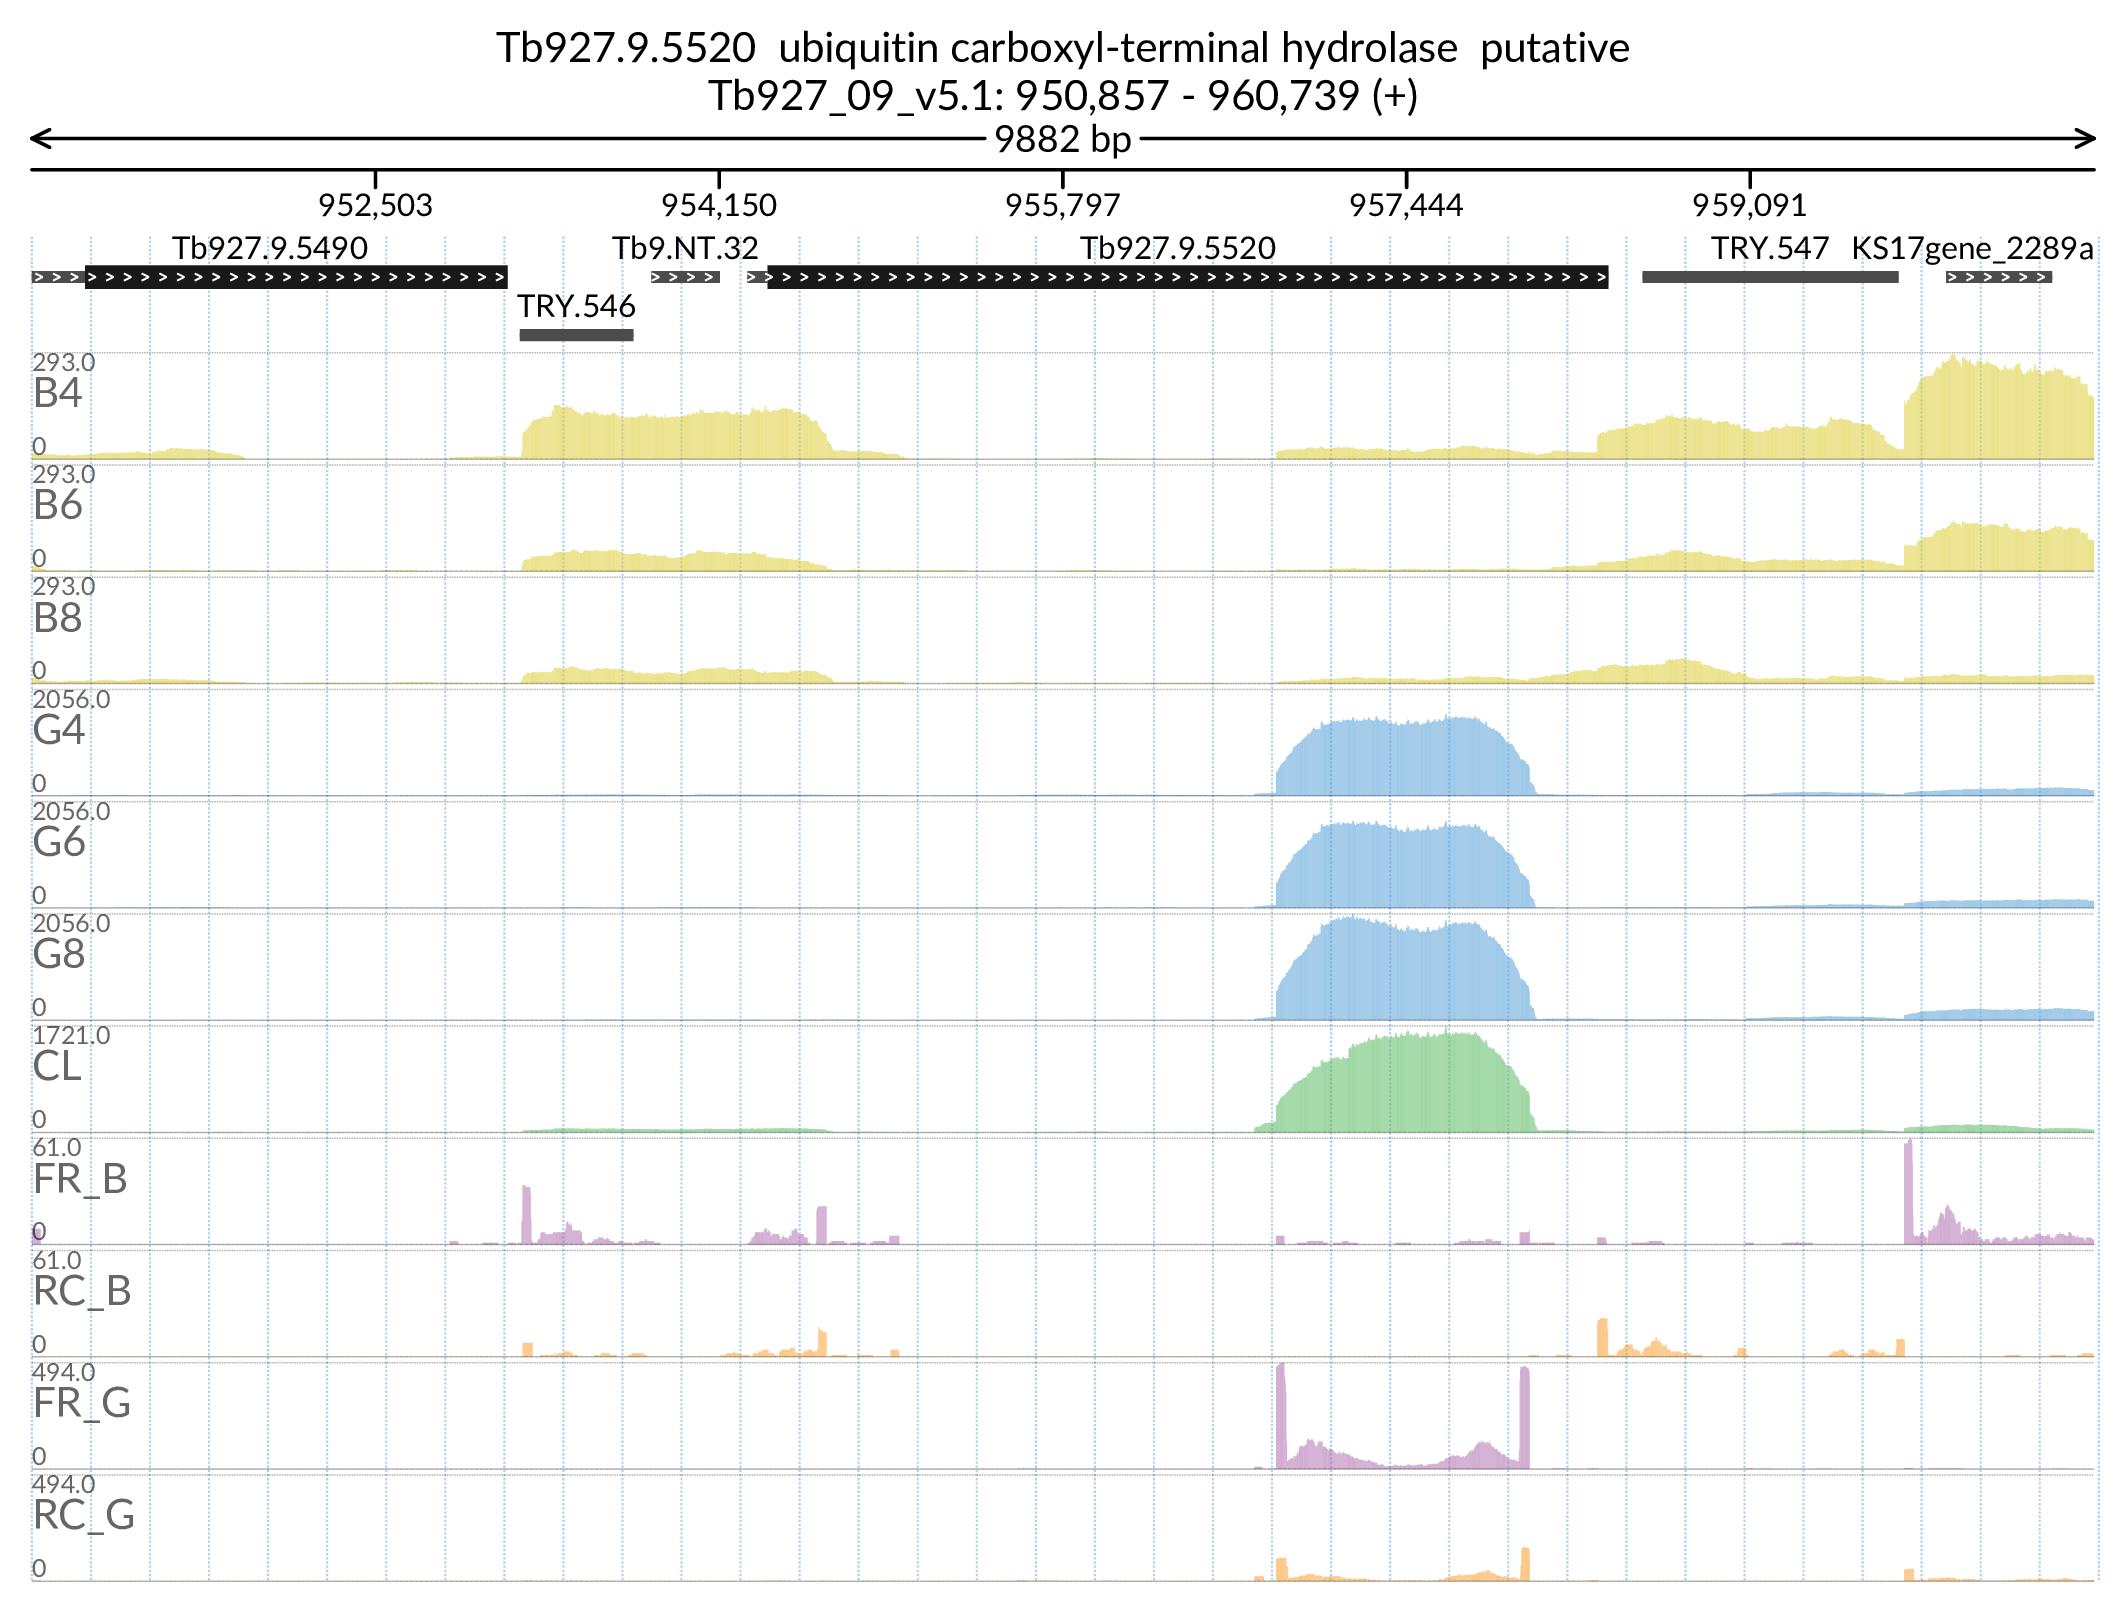 Tb927.9.5520  ubiquitin carboxyl-terminal hydrolase  putative
Tb927_09_v5.1: 950,857 - 960,739 (+)
9882 bp
952,503 954,150 955,797 957,444 959,091
Tb927.9.5490 Tb9.NT.32 Tb927.9.5520 TRY.547 KS17gene_2289a
TRY.546
293.0
B4
0
293.0
B6
0
293.0
B8
0
2056.0
G4
0
2056.0
G6
0
2056.0
G8
0
1721.0
CL
0
61.0
FR_B
0
61.0
RC_B
0
494.0
FR_G
0
494.0
RC_G
0